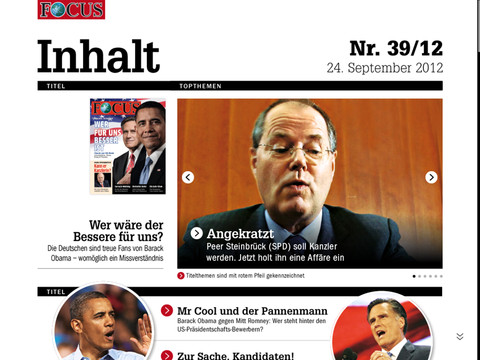 FOCUS
Inhalt
Nr. 39/12
24. September 2012
TITEL
TOPTHEMEN
FOCUS
WER
FÜR UNS
BESSER
IST
Angekratzt
Peer Steinbrück (SPD) soll Kanzler
werden. Jetzt holt ihn eine Affäre ein
Wer wäre der
Bessere für uns?
Die Deutschen sind treue Fans von Barack
Obama – womöglich ein Missverständnis
Titelthemen sind mit rotem Pfeil gekennzeichnet.
TITEL
Mr Cool und der Pannenmann
Barack Obama gegen Mitt Romney: Wer steht hinter den
US-Präsidentschafts-Bewerbern?
Zur Sache, Kandidaten!